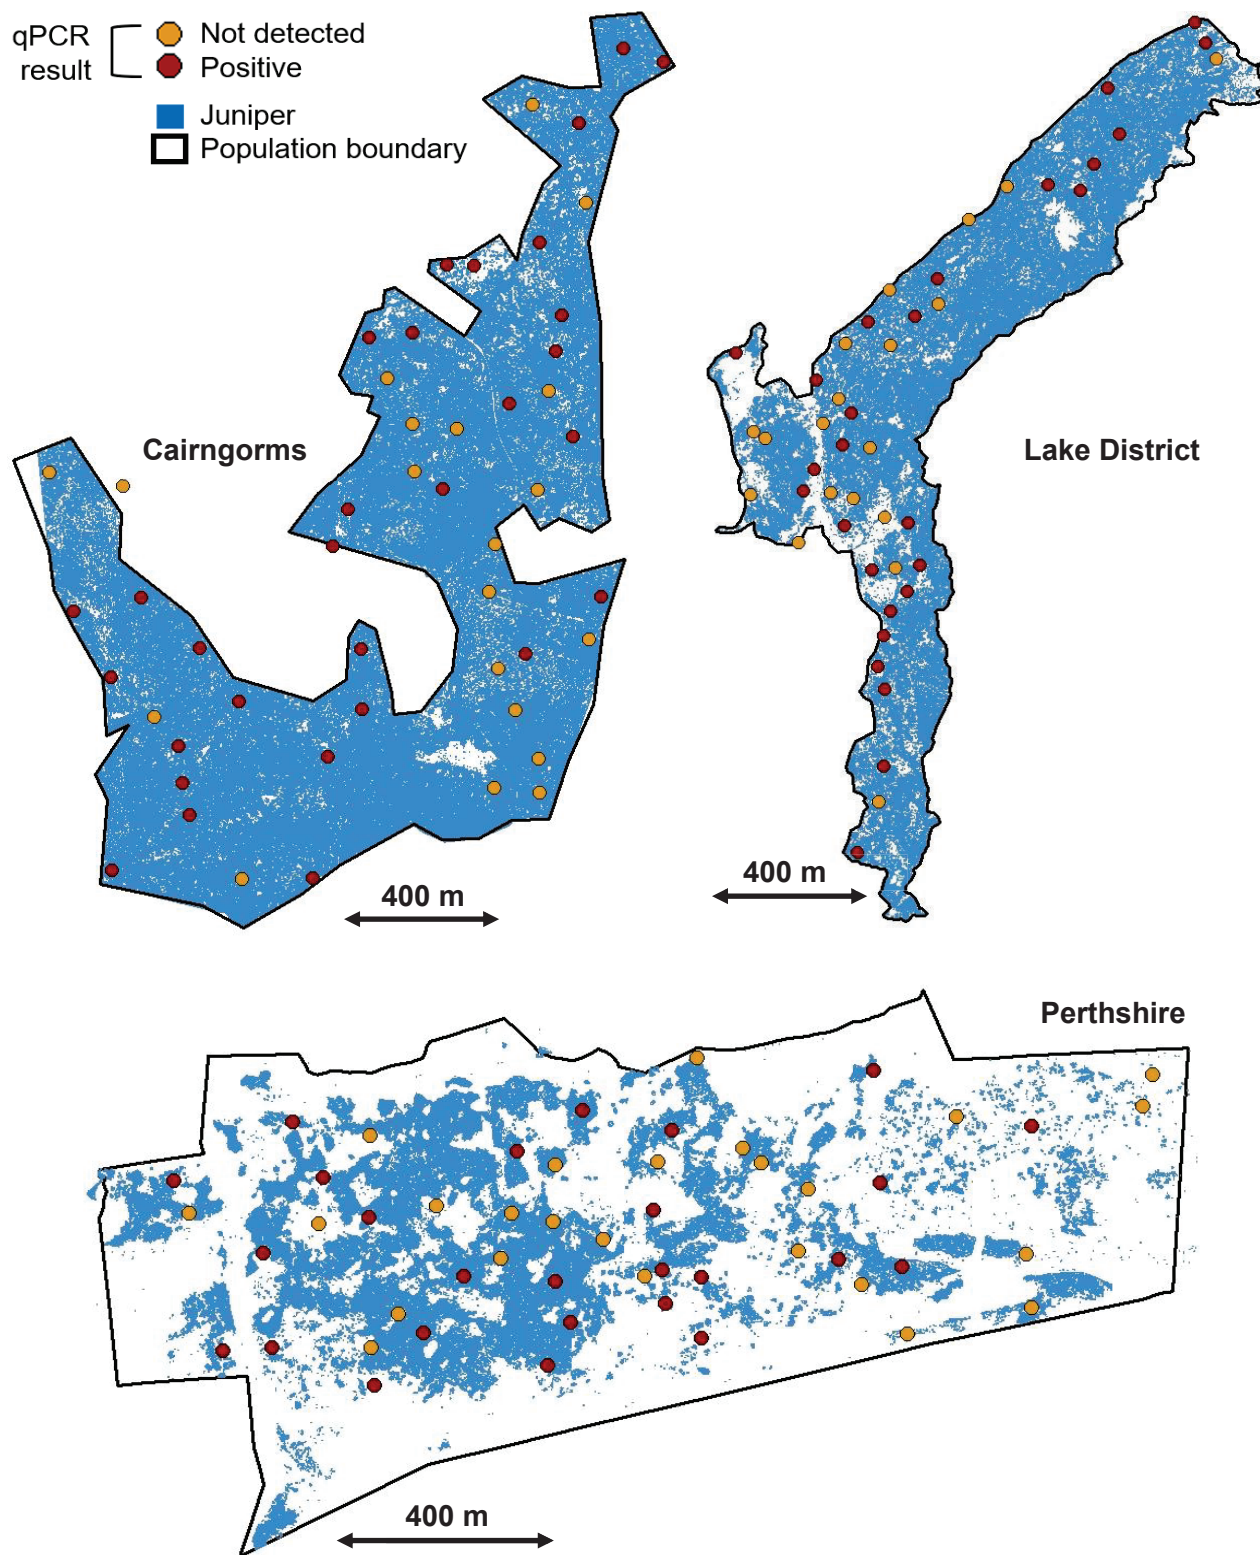 qPCR
result
Not detected
Positive
Juniper
Population boundary
Cairngorms
Lake District
400 m
400 m
Perthshire
400 m